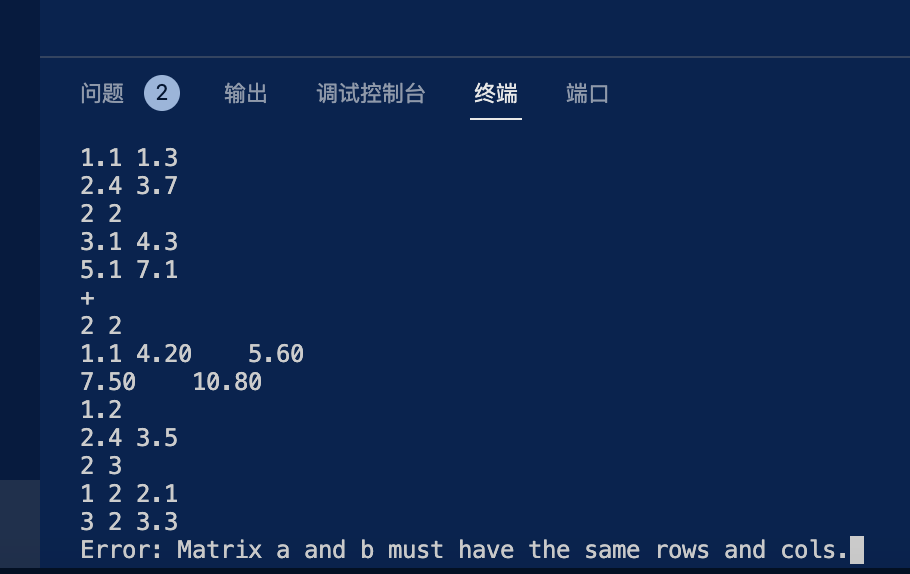 问题 2 输出 调试控制台 终端 端口
1.1 1.3
2.4 3.7
2 2
3.1 4.3
5.1 7.1
+
2 2
1.1 4.20    5.60
7.50    10.80
1.2
2.4 3.5
2 3
1 2 2.1
3 2 3.3
Error: Matrix a and b must have the same rows and cols.